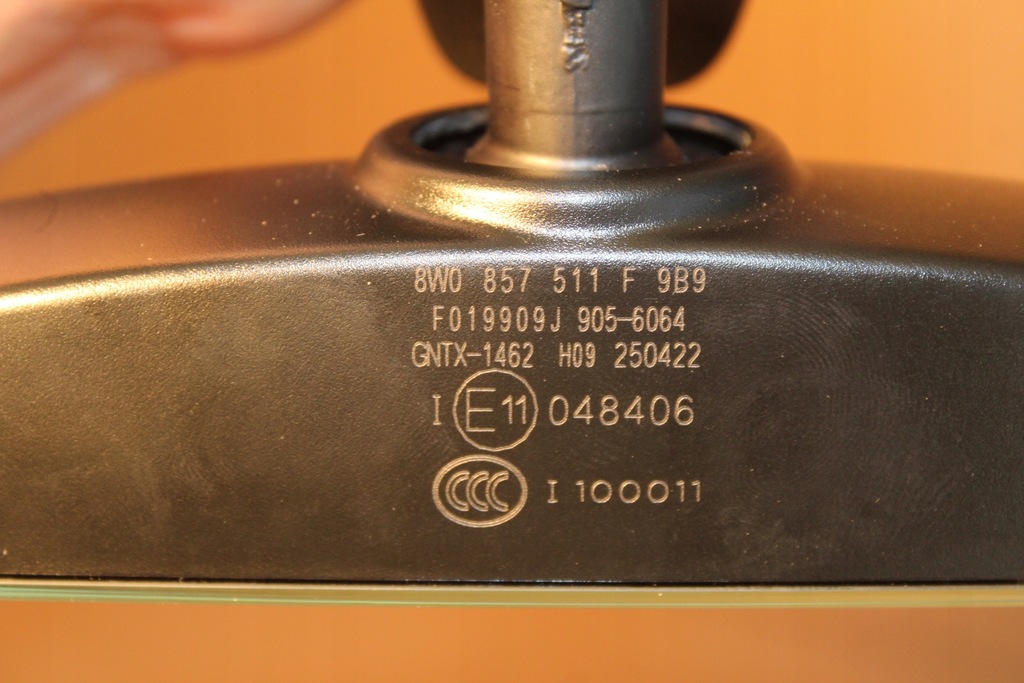 8W0 857 511 F 9B9
F019909J 905-6064
GNTX-1462 H09 250422
I E11 048406
CCC I 100011